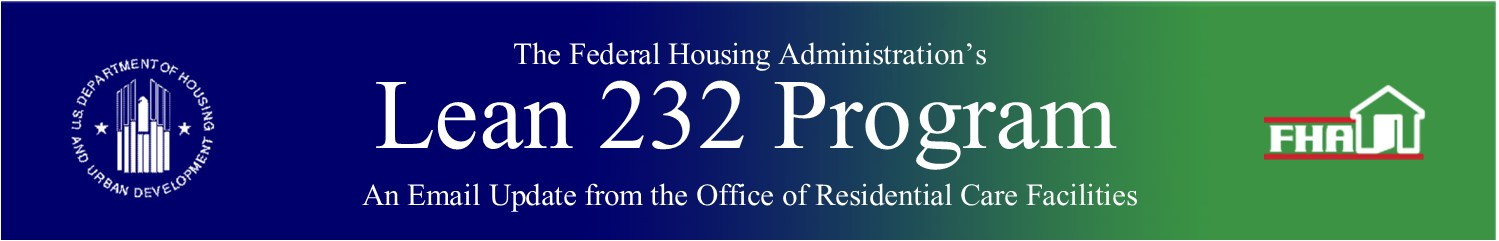 U.S. DEPARTMENT OF HOUSING
AND URBAN DEVELOPMENT
The Federal Housing Administration’s
Lean 232 Program
An Email Update from the Office of Residential Care Facilities
FHA